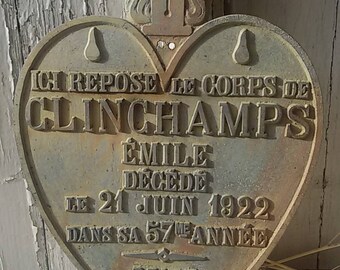 ICI REPOSE LE CORPS DE
CLINCHAMPS
ÉMILE
DÉCÉDÉ
LE 21 JUIN 1922
DANS SA 57ME ANNÉE